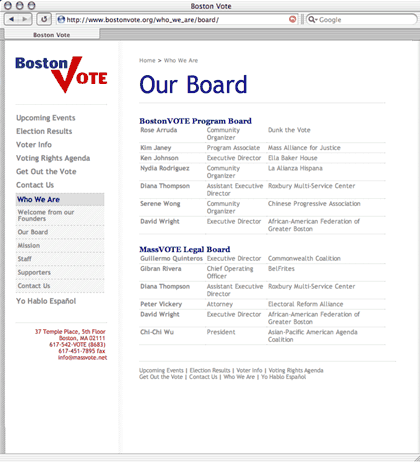 Boston Vote
http://www.bostonvote.org/who_we_are/board/
Google
Boston Vote
Boston VOTE
Home > Who We Are
Our Board
Upcoming Events
Election Results
Voter Info
Voting Rights Agenda
Get Out the Vote
Contact Us
Who We Are
Welcome from our
Founders
Our Board
Mission
Staff
Supporters
Contact Us
Yo Hablo Español
37 Temple Place, 5th Floor
Boston, MA 02111
617-542-VOTE (8683)
617-451-7895 fax
info@massvote.net
BostonVOTE Program Board
Rose Arruda Community Dunk the Vote
Organizer
Kim Janey Program Associate Mass Alliance for Justice
Ken Johnson Executive Director Ella Baker House
Nydia Rodriguez Community La Alianza Hispana
Organizer
Diana Thompson Assistant Executive Roxbury Multi-Service Center
Director
Serene Wong Community Chinese Progressive Association
Organizer
David Wright Executive Director African-American Federation of
Greater Boston
MassVOTE Legal Board
Guillermo Quinteros Executive Director Commonwealth Coalition
Gibran Rivera Chief Operating BeiFrites
Officer
Diana Thompson Assistant Executive Roxbury Multi-Service Center
Director
Peter Vickery Attorney Electoral Reform Alliance
David Wright Executive Director African-American Federation of
Greater Boston
Chi-Chi Wu President Asian-Pacific American Agenda
Coalition
Upcoming Events | Election Results | Voter Info | Voting Rights Agenda
Get Out the Vote | Contact Us | Who We Are | Yo Hablo Español